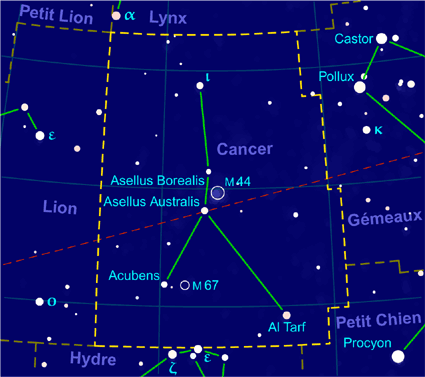 Petit Lion
α
Lynx
Castor
Pollux
ι
κ
ε
Cancer
Asellus Borealis
M 44
Asellus Australis
Lion
Gémeaux
Acubens
M 67
ο
Al Tarf
Petit Chien
Procyon
Hydre
ζ
ε